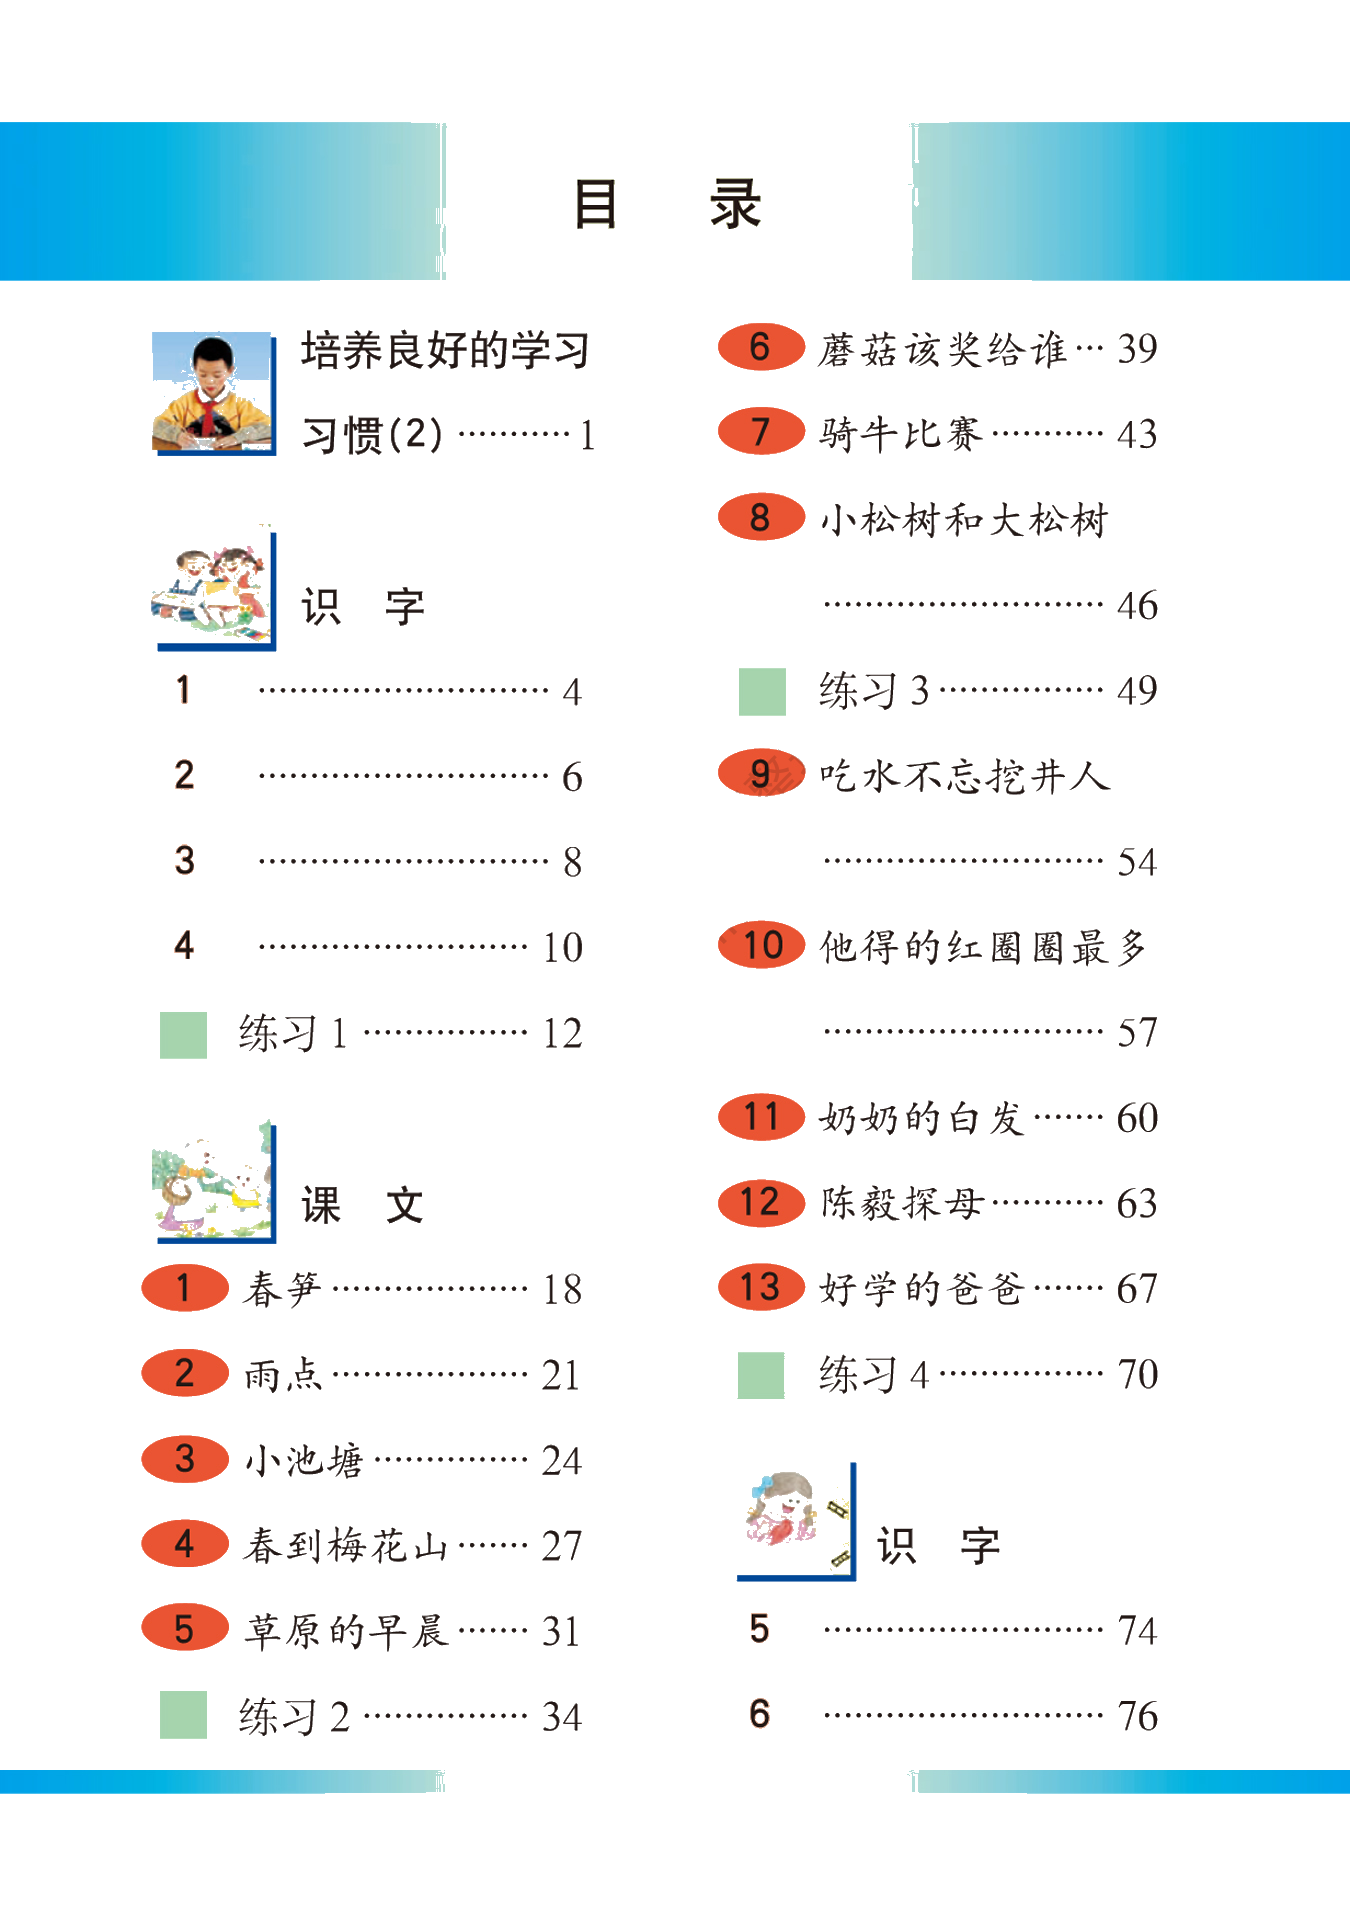 目 录
培养良好的学习
习惯(2) ··········· 1
识 字
1 ···························· 4
2 ···························· 6
3 ···························· 8
4 ·························· 10
练习 1 ················ 12
课 文
1 春笋 ··················· 18
2 雨点 ··················· 21
3 小池塘 ··············· 24
4 春到梅花山 ······· 27
5 草原的早晨 ······· 31
练习 2 ················ 34
6 蘑菇该奖给谁 ··· 39
7 骑牛比赛 ··········· 43
8 小松树和大松树
··························· 46
练习 3 ················ 49
9 吃水不忘挖井人
··························· 54
10 他得的红圈圈最多
··························· 57
11 奶奶的白发 ······· 60
12 陈毅探母 ··········· 63
13 好学的爸爸 ······· 67
练习 4 ················ 70
识 字
5 ··························· 74
6 ··························· 76